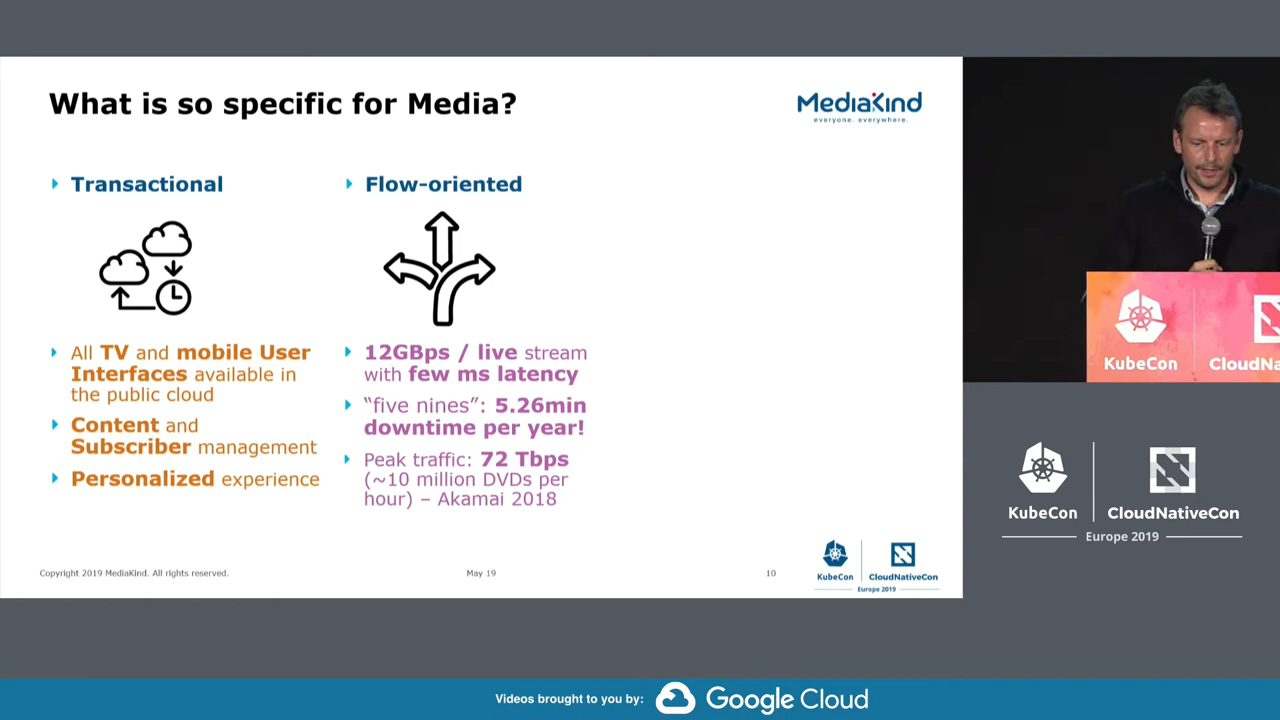 What is so specific for Media?
MediaKind
everyone. everywhere.
Transactional
All TV and mobile User
Interfaces available in
the public cloud
Content and
Subscriber management
Personalized experience
Flow-oriented
12GBps / live stream
with few ms latency
“five nines”: 5.26min
downtime per year!
Peak traffic: 72 Tbps
(~10 million DVDs per
hour) – Akamai 2018
Copyright 2019 MediaKind. All rights reserved.
May 19
10
KubeCon
CloudNativeCon
Europe 2019
KubeCon
CloudNa
KubeCon
CloudNativeCon
Europe 2019
Videos brought to you by:
Google Cloud